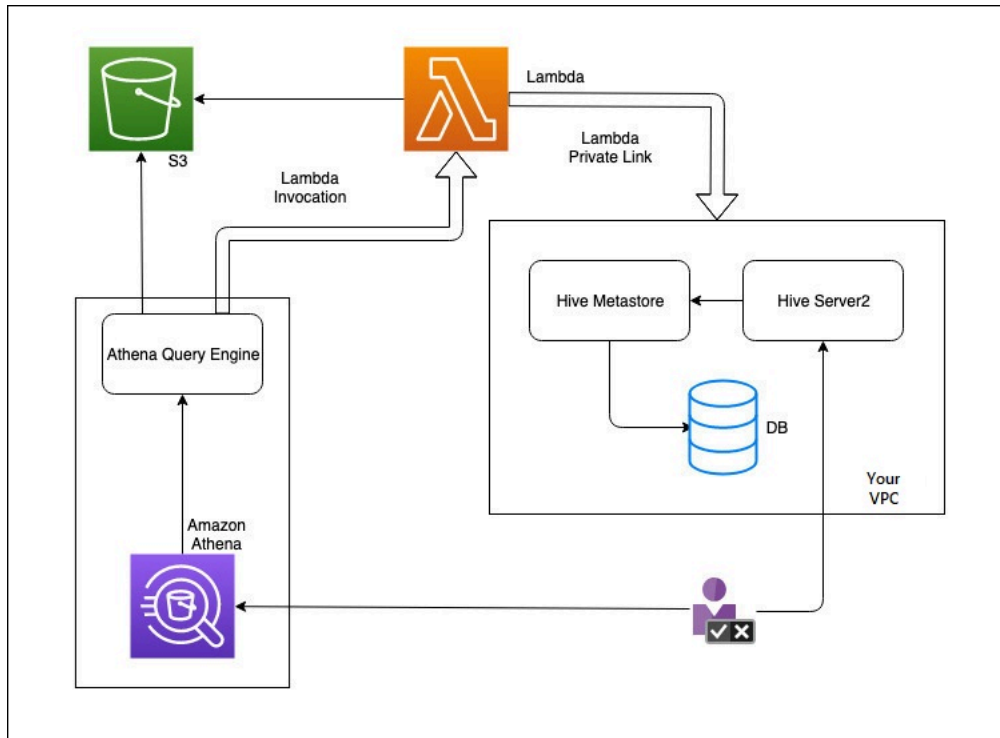 S3
Lambda
Invocation
Lambda
Lambda
Private Link
Hive Metastore
Hive Server2
DB
Your
VPC
Athena Query Engine
Amazon
Athena